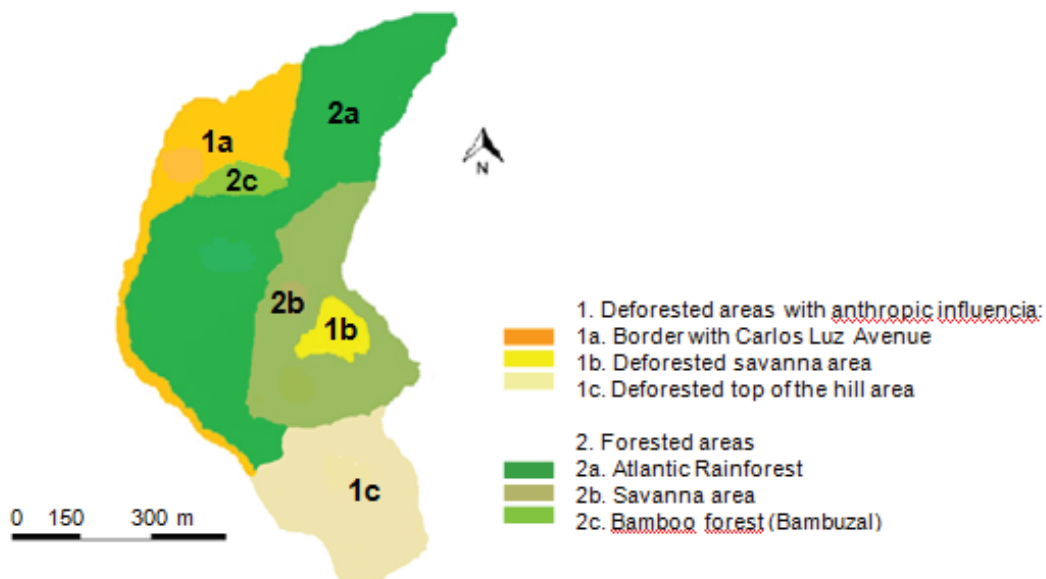 2a
1a
2c
N
2b
1b
1c
0 150 300 m
1. Deforested areas with anthropic influencia:
1a. Border with Carlos Luz Avenue
1b. Deforested savanna area
1c. Deforested top of the hill area
2. Forested areas
2a. Atlantic Rainforest
2b. Savanna area
2c. Bamboo forest (Bambuzal)